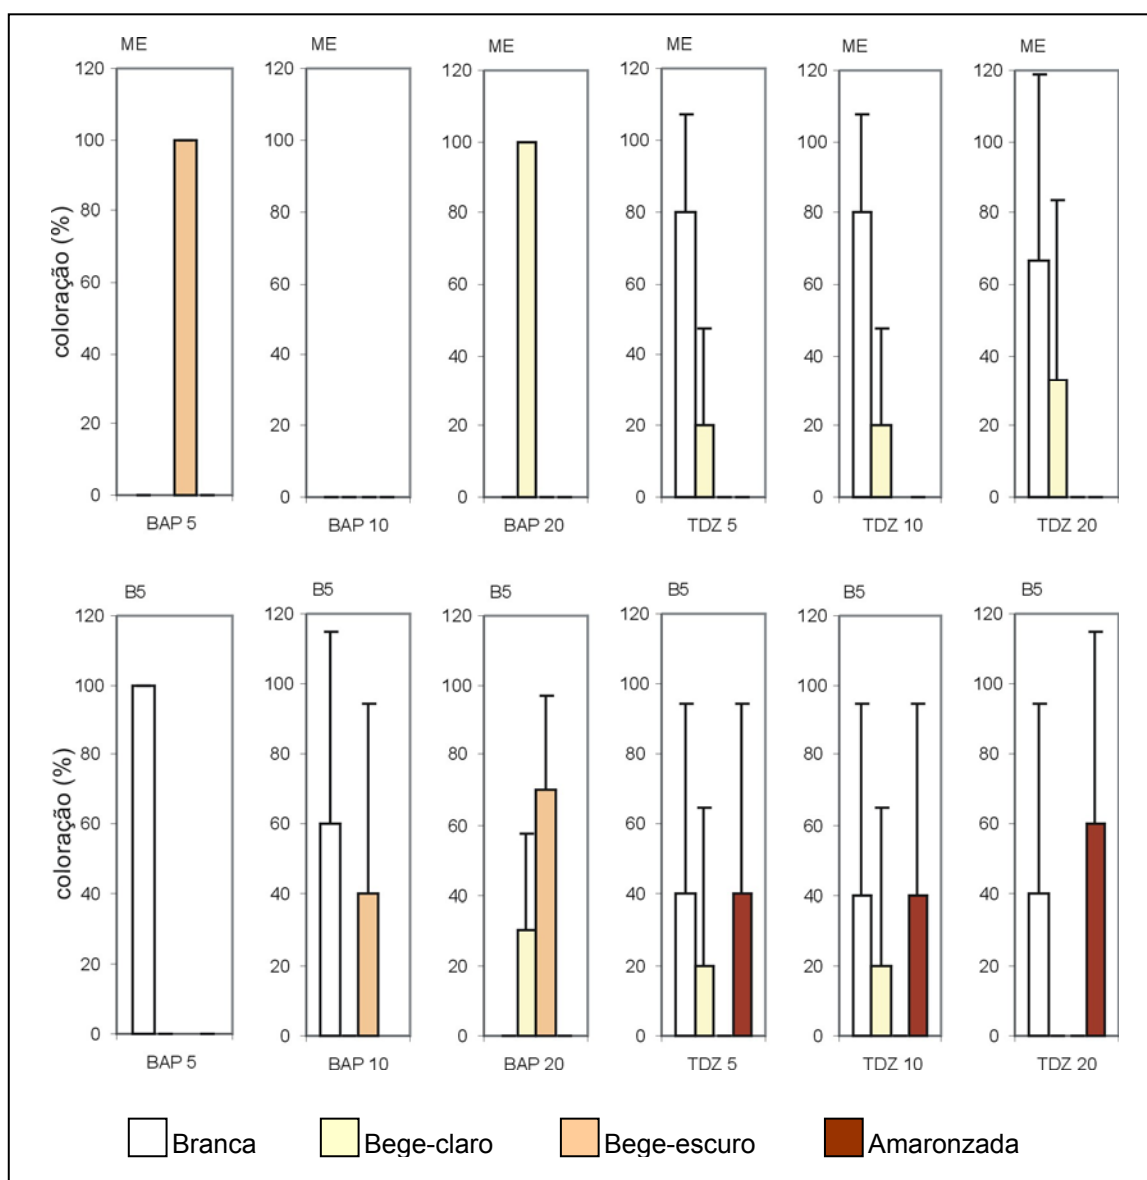 ME ME ME ME ME ME
120 120 120 120 120 120
100 100 100 100 100 100
80 80 80 80 80 80
60 60 60 60 60 60
40 40 40 40 40 40
20 20 20 20 20 20
0 0 0 0 0 0
coloração (%)
BAP 5 BAP 10 BAP 20 TDZ 5 TDZ 10 TDZ 20
B5 B5 B5 B5 B5 B5
120 120 120 120 120 120
100 100 100 100 100 100
80 80 80 80 80 80
60 60 60 60 60 60
40 40 40 40 40 40
20 20 20 20 20 20
0 0 0 0 0 0
coloração (%)
BAP 5 BAP 10 BAP 20 TDZ 5 TDZ 10 TDZ 20
Branca Bege-claro Bege-escuro Amaronzada